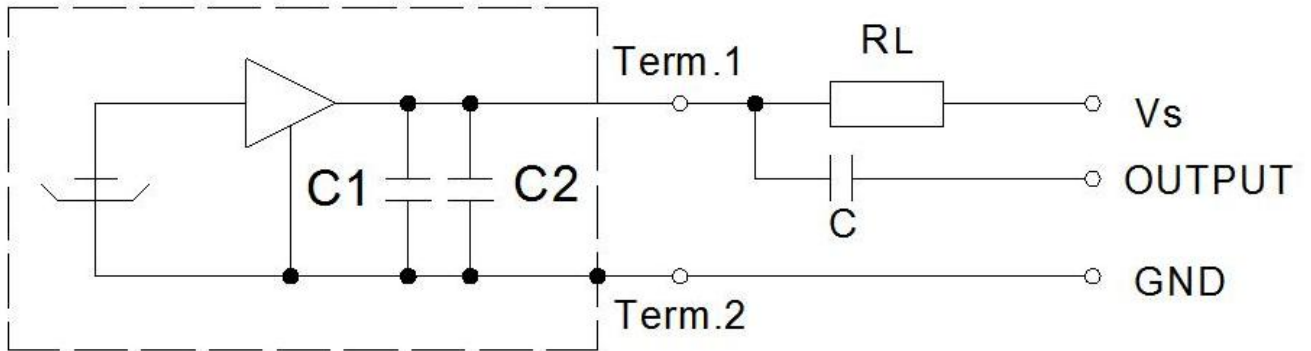 Term.1
RL
Vs
C1
C2
OUTPUT
C
GND
Term.2